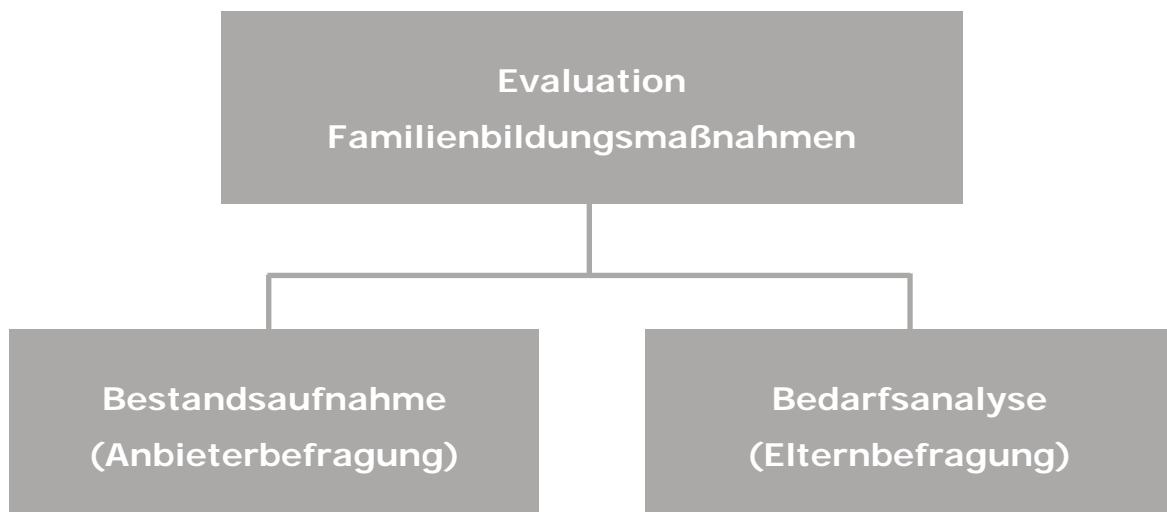 Evaluation
Familienbildungsmaßnahmen
Bestandsaufnahme
(Anbieterbefragung)
Bedarfsanalyse
(Elternbefragung)